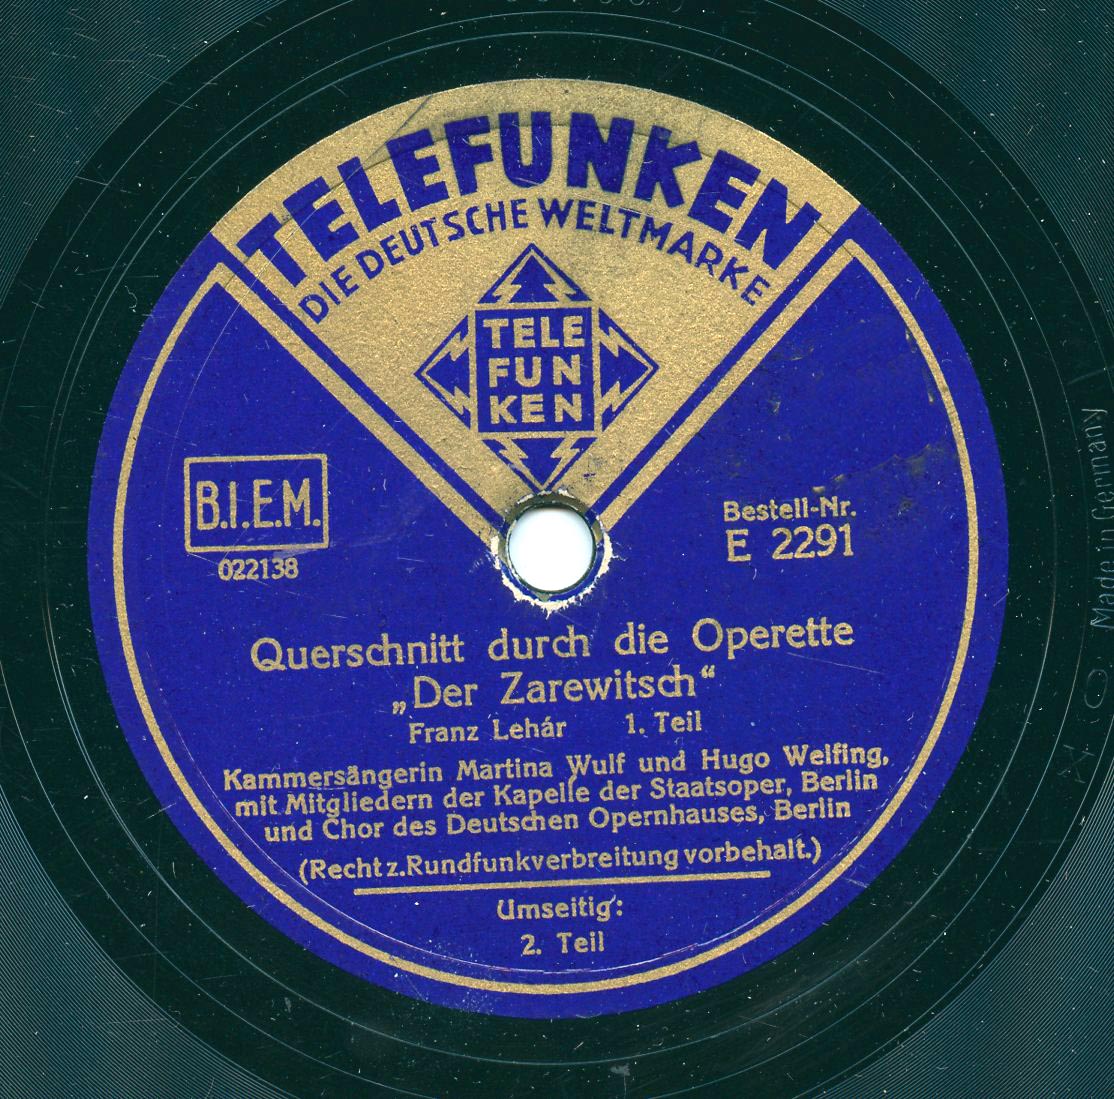 TELEFUNKEN
DIE DEUTSCHE WELTMARKE
TELE
FUN
KEN
B.I.E.M.
022138
Bestell-Nr.
E 2291
Querschnitt durch die Operette
„Der Zarewitsch“
Franz Lehár 1. Teil
Kammersängerin Martina Wulf und Hugo Welfing,
mit Mitgliedern der Kapelle der Staatsoper, Berlin
und Chor des Deutschen Opernhauses, Berlin
(Recht z. Rundfunkverbreitung vorbehalt.)
Umseitig:
2. Teil
Made in Germany